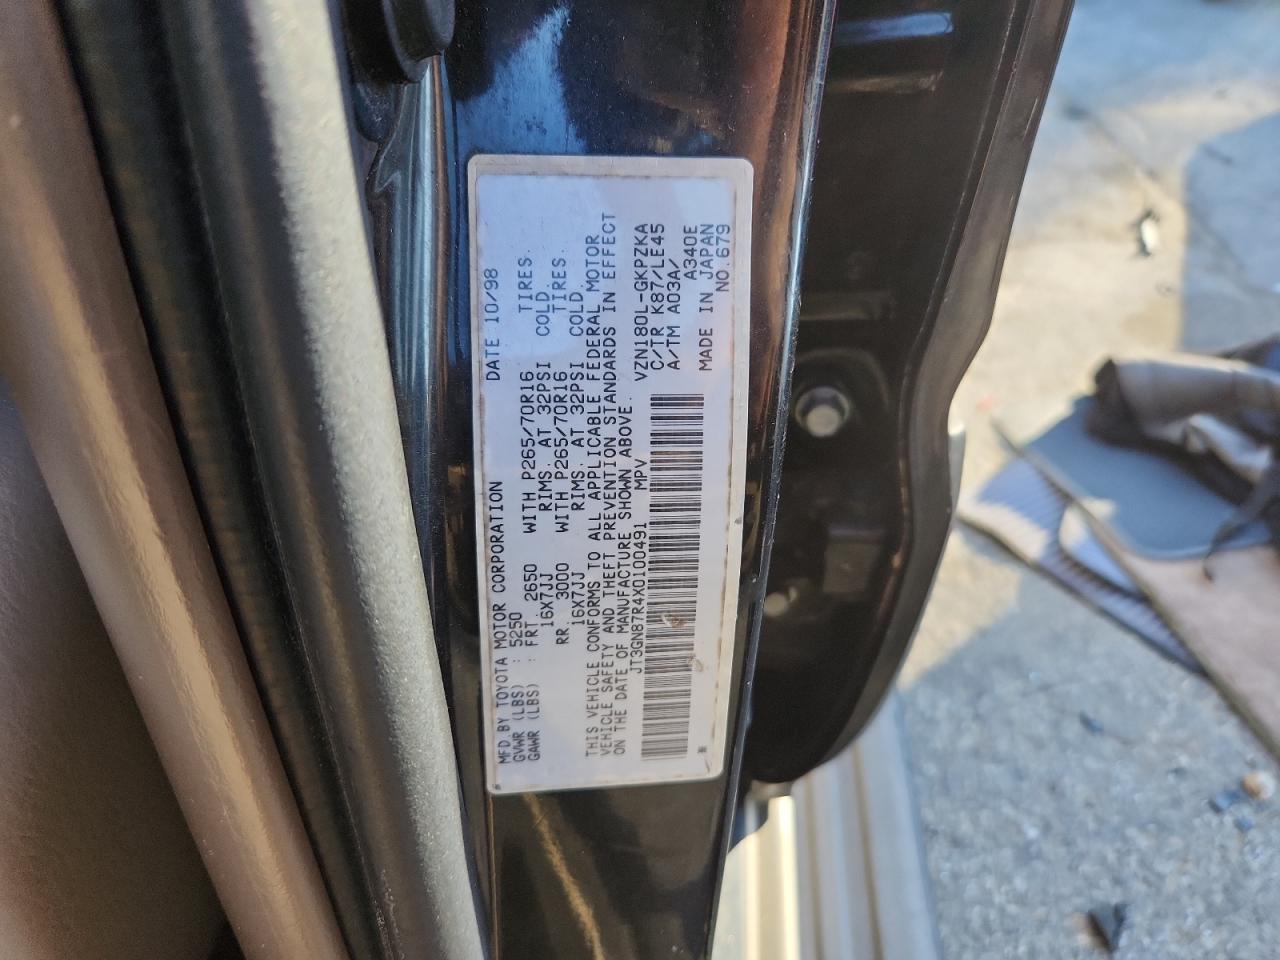 MFD. BY TOYOTA MOTOR CORPORATION DATE 10/98
GVWR (LBS) : 5250
GAWR (LBS) : FRT. 2650 WITH P265/70R16 TIRES.
16X7JJ RIMS. AT 32PSI COLD.
RR. 3000 WITH P265/70R16 TIRES.
16X7JJ RIMS. AT 32PSI COLD.
THIS VEHICLE CONFORMS TO ALL APPLICABLE FEDERAL MOTOR
VEHICLE SAFETY AND THEFT PREVENTION STANDARDS IN EFFECT
ON THE DATE OF MANUFACTURE SHOWN ABOVE.
JT3GN87R4X0100491 MPV VZN180L-GKPZKA
C/TR K87/LE45
A/TM A03A/
A340E
MADE IN JAPAN
NO.679